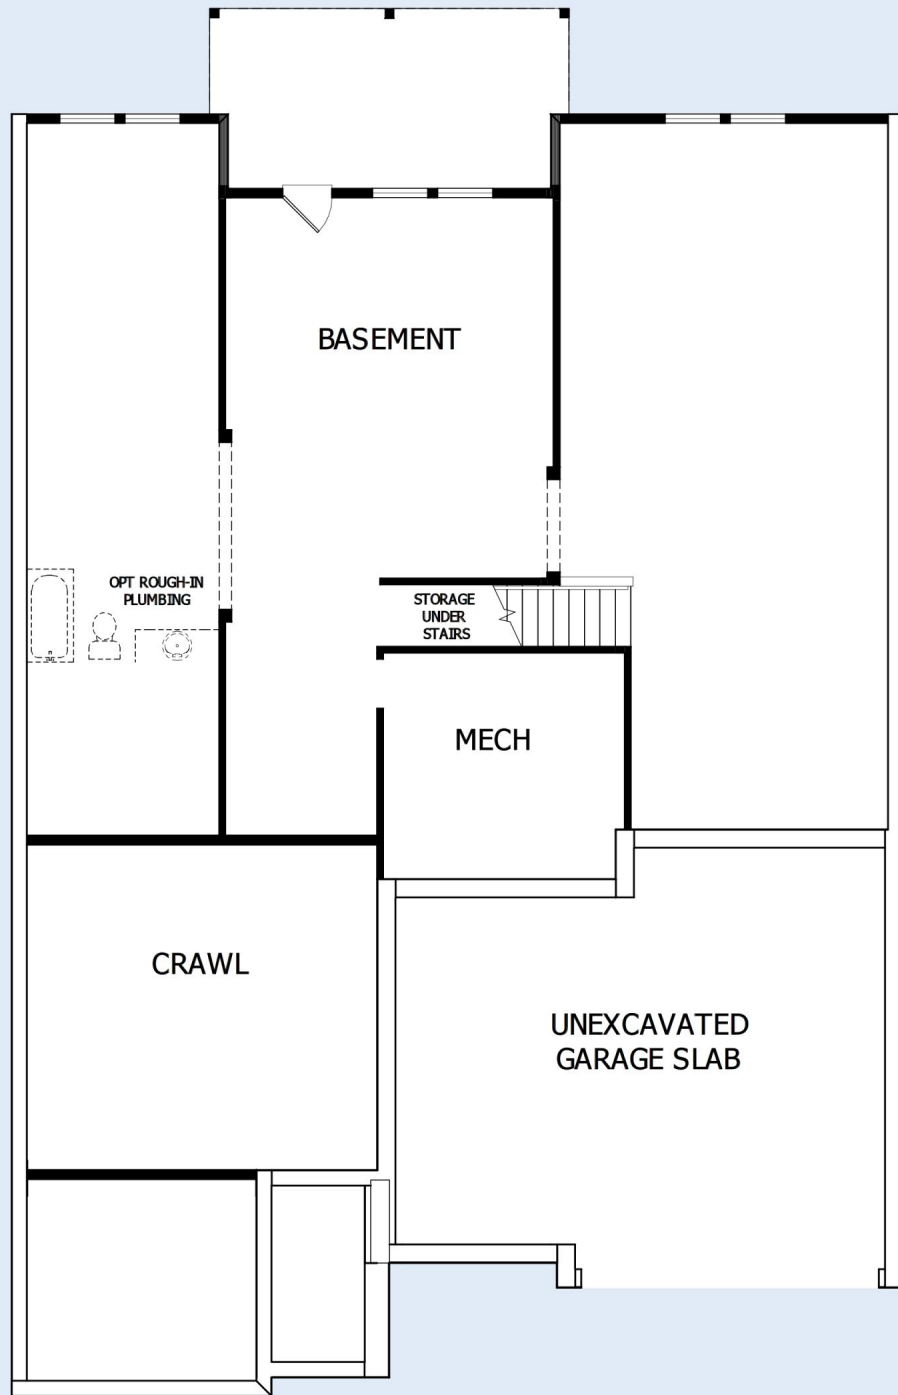 BASEMENT
OPT ROUGH-IN
PLUMBING
STORAGE
UNDER
STAIRS
MECH
CRAWL
UNEXCAVATED
GARAGE SLAB